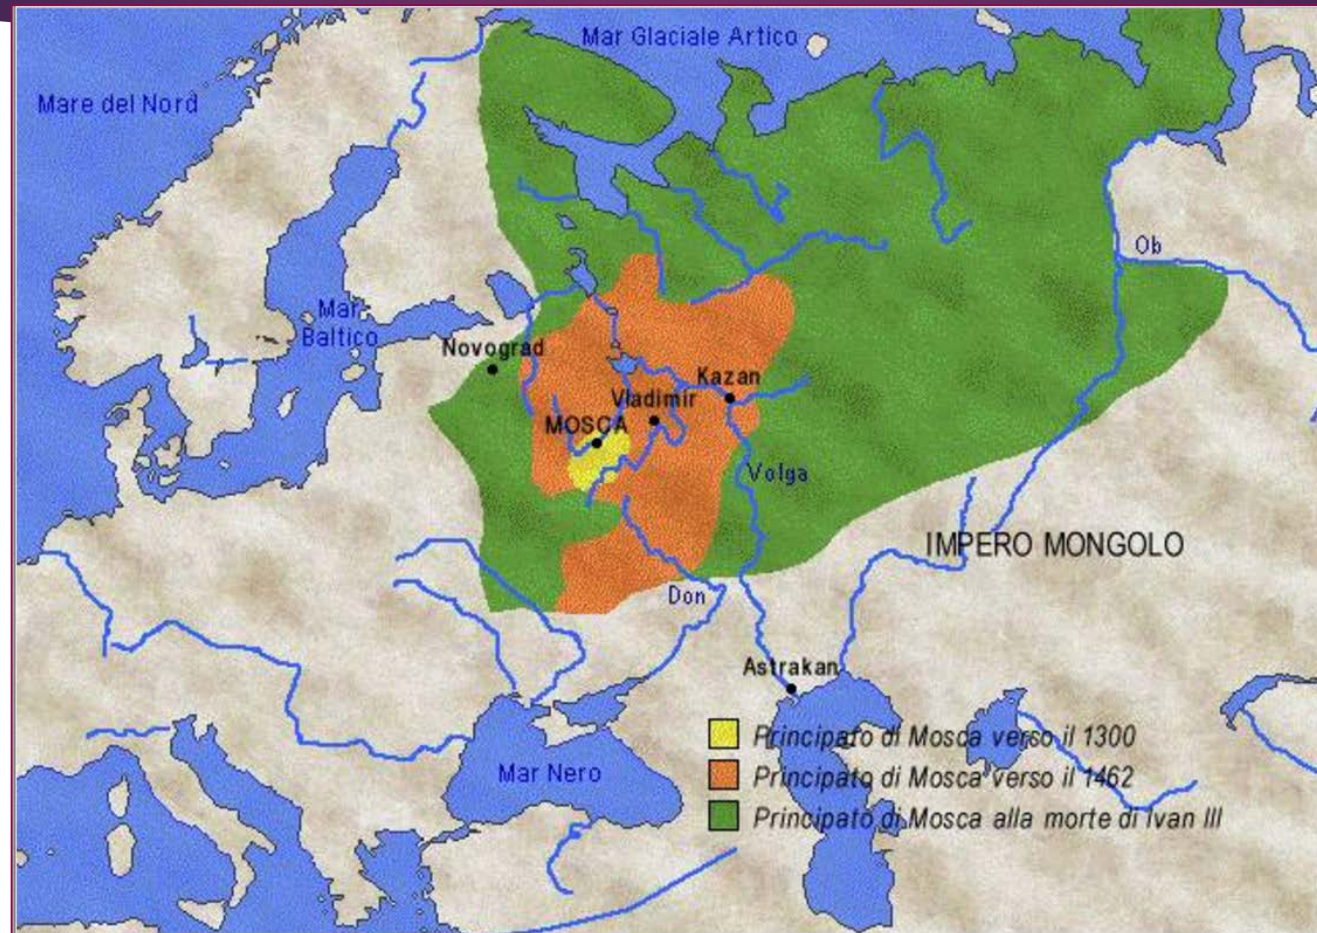 Mar Glaciale Artico
Mare del Nord
Ob
Mar
Baltico
Novograd
Kazan
Vladimir
MOSCA
Volga
IMPERO MONGOLO
Don
Astrakan
Mar Nero
Principato di Mosca verso il 1300
Principato di Mosca verso il 1462
Principato di Mosca alla morte di Ivan III